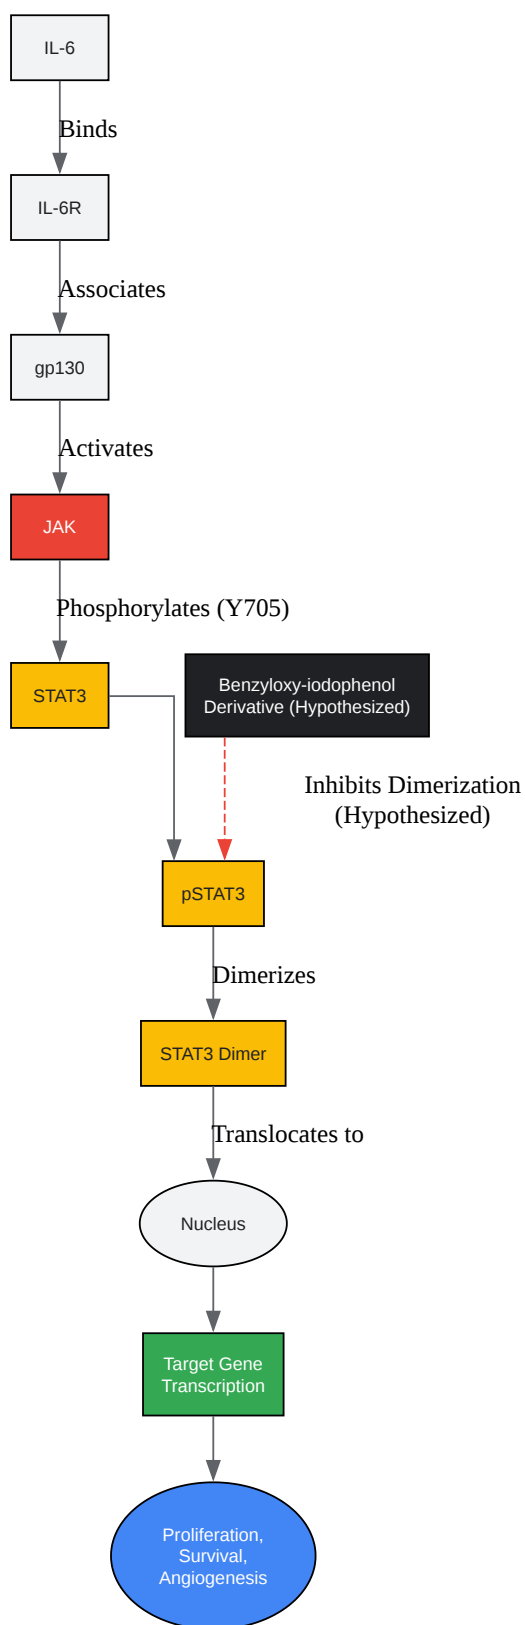 IL-6
Binds
IL-6R
Associates
gp130
Activates
JAK
Phosphorylates (Y705)
STAT3
Benzyloxy-iodophenol
Derivative (Hypothesized)
Inhibits Dimerization
(Hypothesized)
pSTAT3
Dimerizes
STAT3 Dimer
Translocates to
Nucleus
Target Gene
Transcription
Proliferation,
Survival,
Angiogenesis